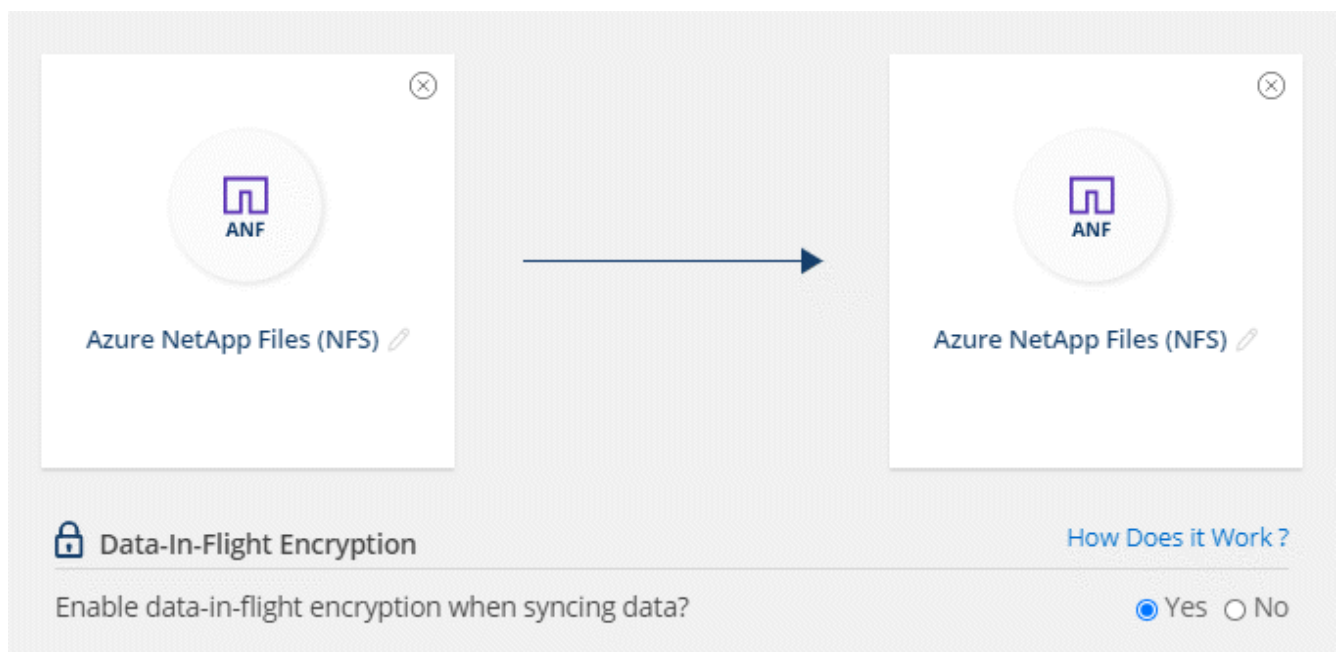 ANF
ANF
Azure NetApp Files (NFS)
Azure NetApp Files (NFS)
Data-In-Flight Encryption
How Does it Work ?
Enable data-in-flight encryption when syncing data?
Yes No